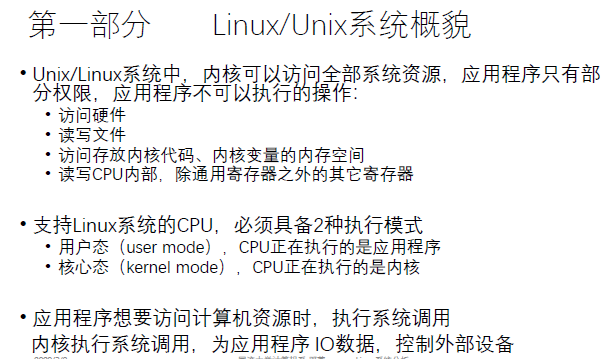 第一部分 Linux/Unix系统概貌
• Unix/Linux系统中，内核可以访问全部系统资源，应用程序只有部
分权限，应用程序不可以执行的操作：
• 访问硬件
• 读写文件
• 访问存放内核代码、内核变量的内存空间
• 读写CPU内部，除通用寄存器之外的其它寄存器
• 支持Linux系统的CPU，必须具备2种执行模式
• 用户态（user mode），CPU正在执行的是应用程序
• 核心态（kernel mode），CPU正在执行的是内核
• 应用程序想要访问计算机资源时，执行系统调用
内核执行系统调用，为应用程序 IO数据，控制外部设备